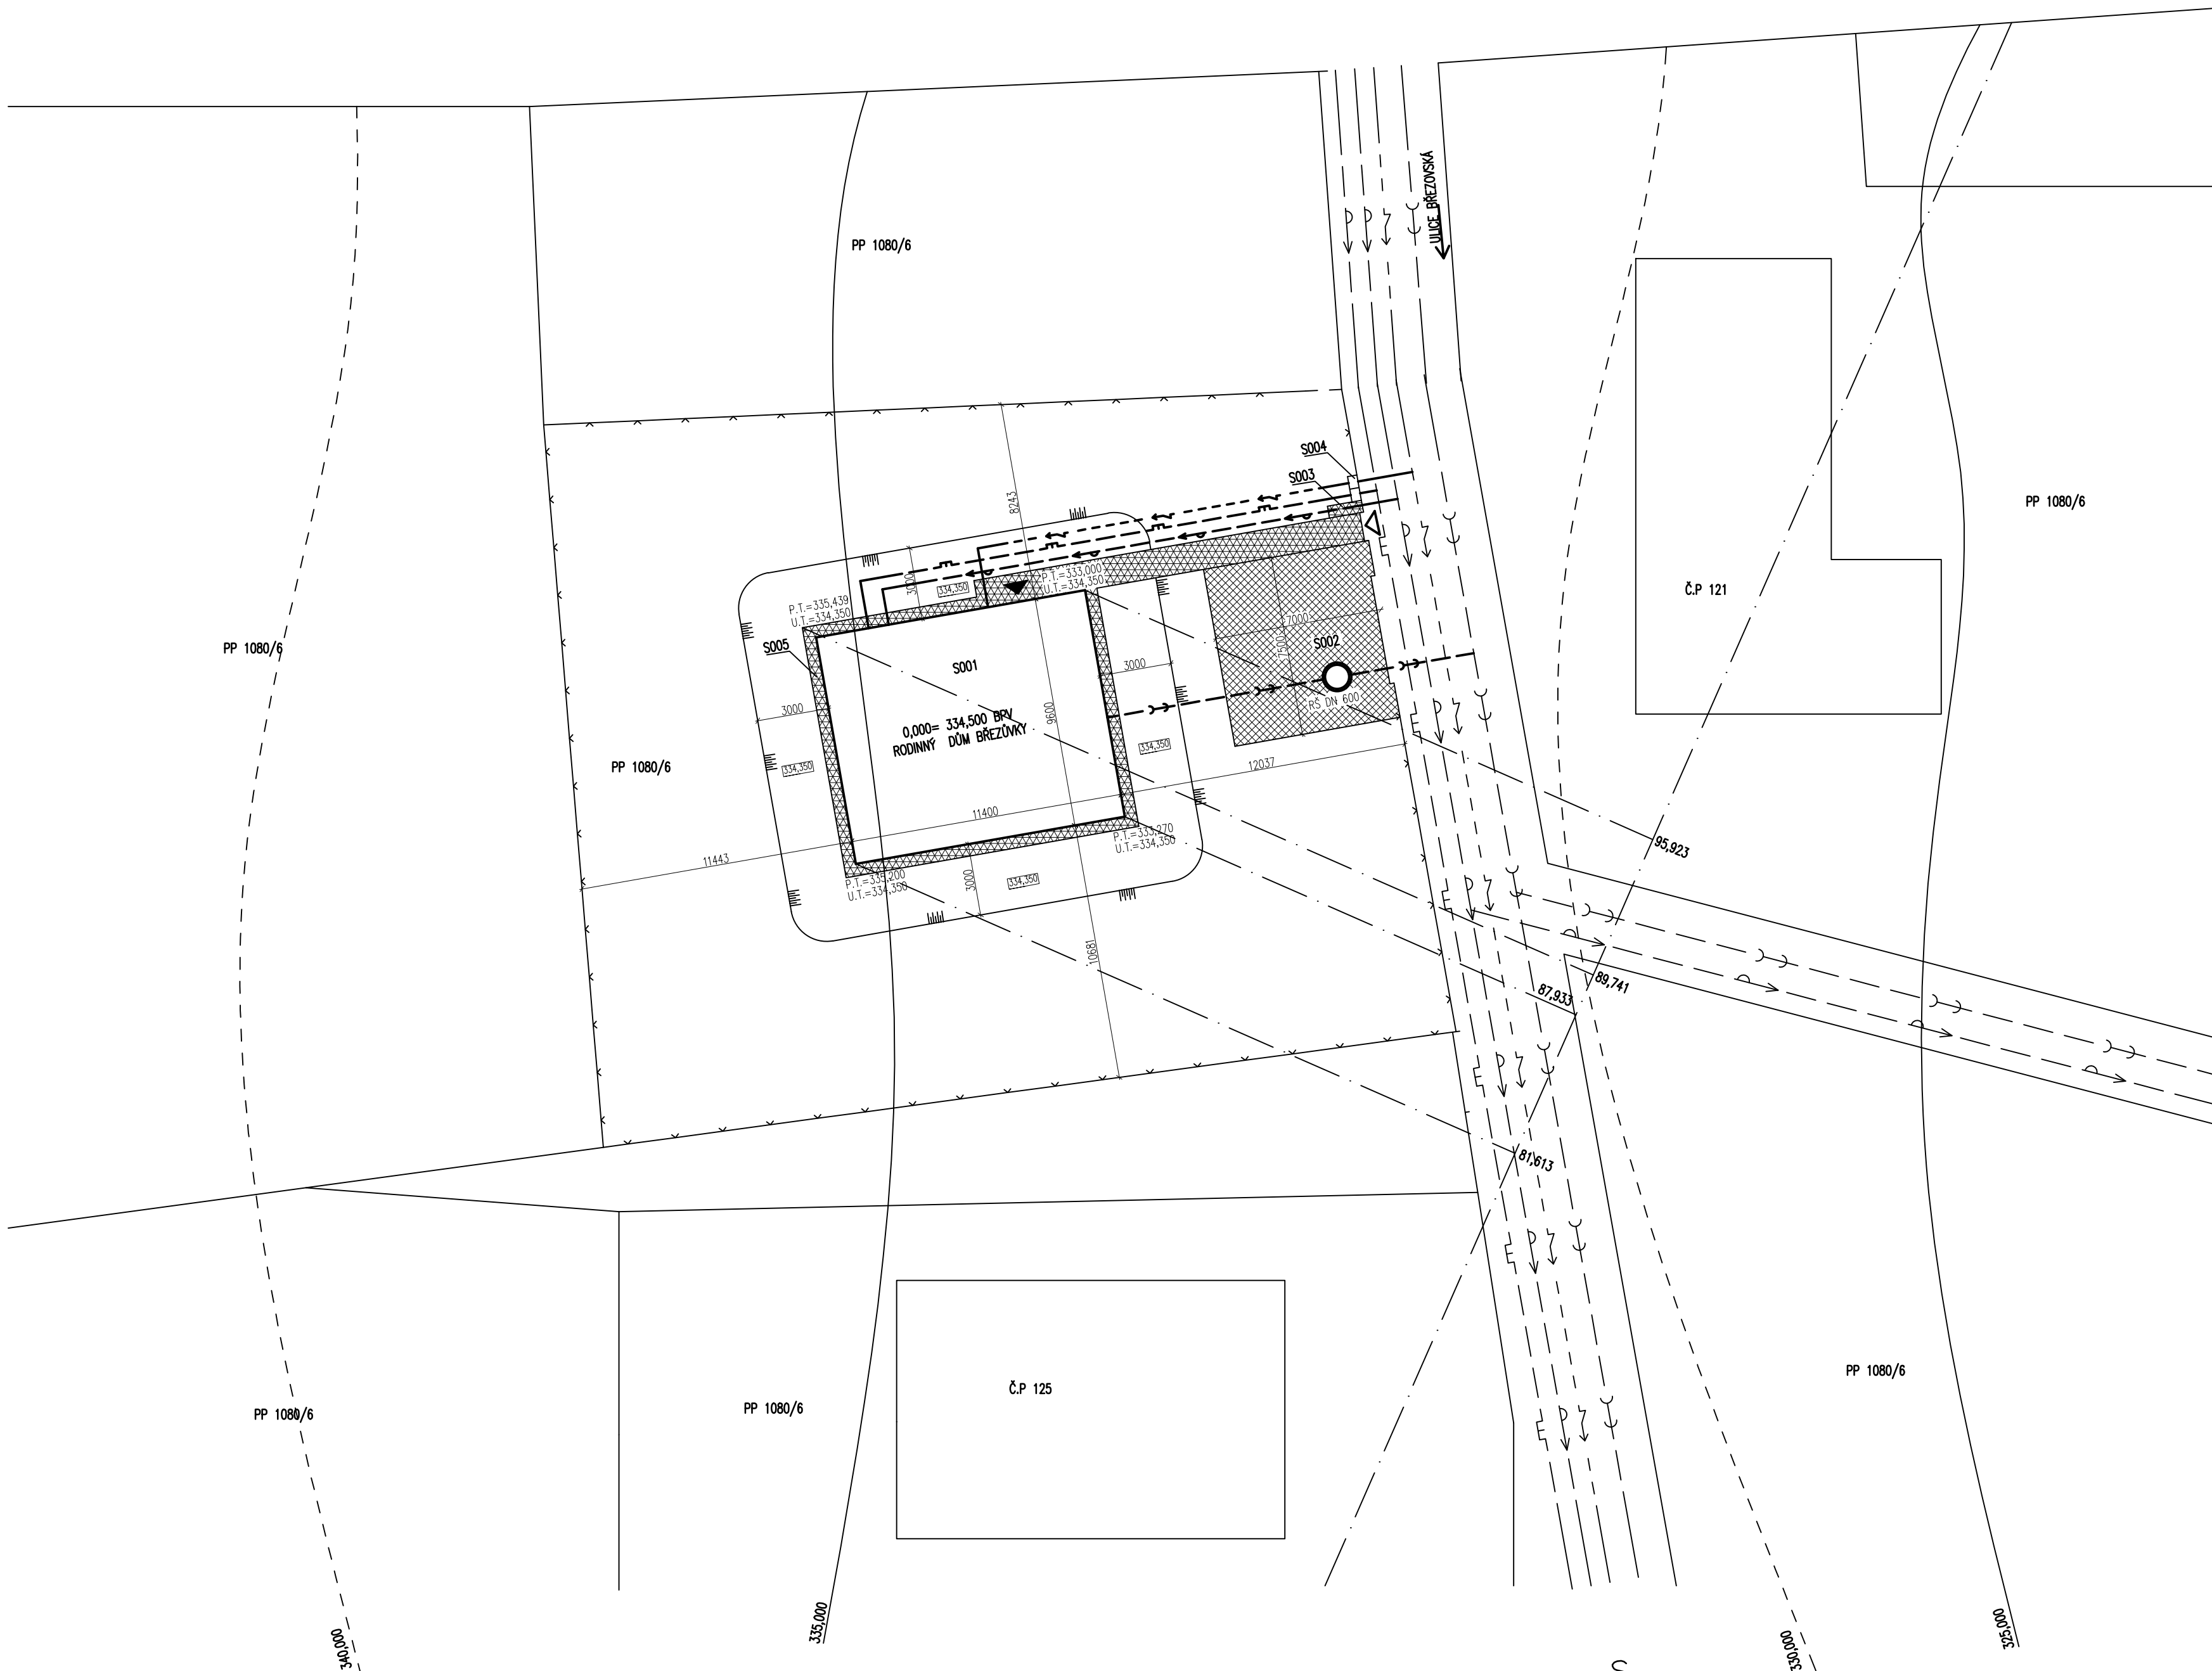 ULICE BŘEZOVSKÁ
PP 1080/6
S004
S003
PP 1080/6
8243
Č.P 121
P.T.=333,000
U.T.=334,350
3000
334,350
P.T.=335,439
U.T.=334,350
7000
7500
S002
S005
S001
PP 1080/6
3000
RŠ DN 600
3000
9600
0,000= 334,500 BPV
RODINNÝ DŮM BŘEZŮVKY
334,350
334,350
PP 1080/6
12037
11400
P.T.=333,270
U.T.=334,350
95,923
11443
P.T.=335,200
U.T.=334,350
3000
334,350
10681
89,741
87,933
81,613
PP 1080/6
Č.P 125
PP 1080/6
PP 1080/6
335,000
325,000
340,000
330,000